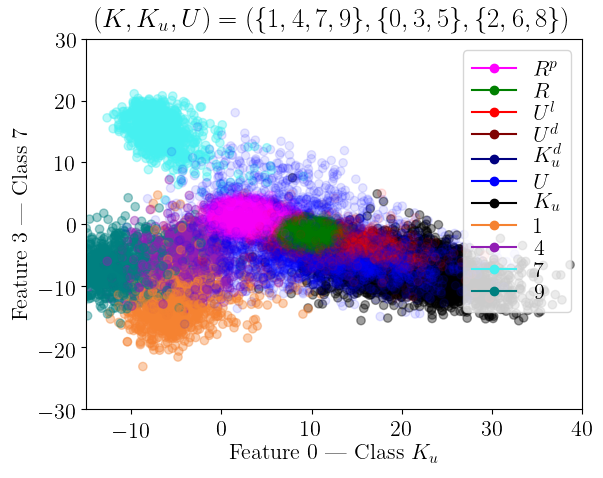 (K, K_u, U) = ({1, 4, 7, 9}, {0, 3, 5}, {2, 6, 8})
30
20
10
0
−10
−20
−30
Feature 3 — Class 7
R^p
R
U^l
U^d
K_u^d
U
K_u
1
4
7
9
−10
0
10
20
30
40
Feature 0 — Class K_u